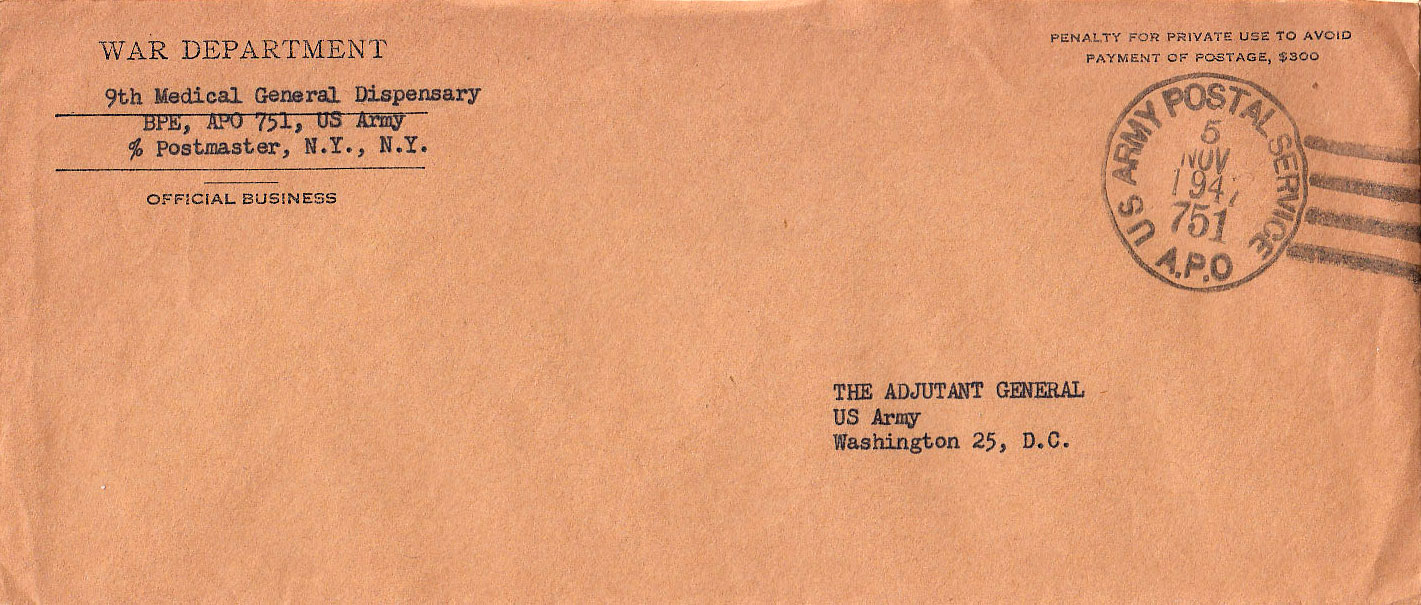 WAR DEPARTMENT
9th Medical General Dispensary
BPE, APO 751, US Army
% Postmaster, N.Y., N.Y.
OFFICIAL BUSINESS
PENALTY FOR PRIVATE USE TO AVOID
PAYMENT OF POSTAGE, $300
US ARMY POSTAL SERVICE
5
NOV
194
751
A.P.O
THE ADJUTANT GENERAL
US Army
Washington 25, D.C.